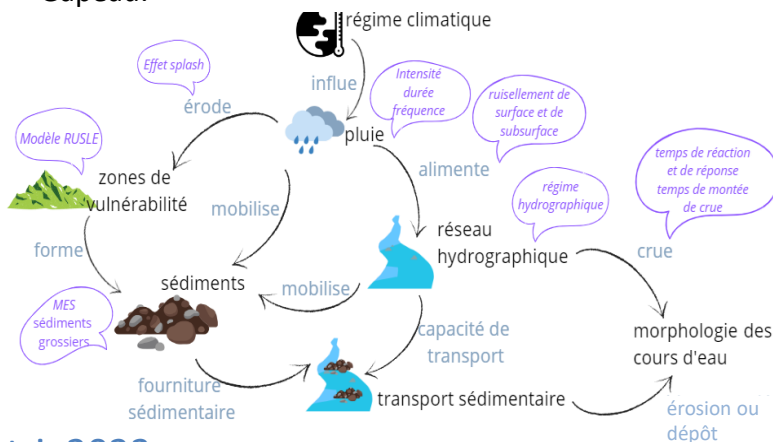 régime climatique
Effet splash
influe
Intensité
durée
fréquence
ruisellement de
surface et de
subsurface
érode
pluie
Modèle RUSLE
alimente
temps de réaction
et de réponse
temps de montée
de crue
zones de
vulnérabilité
mobilise
régime
hydrographique
réseau
hydrographique
crue
forme
sédiments
mobilise
MES
sédiments
grossiers
capacité de
transport
morphologie des
cours d'eau
fourniture
sédimentaire
transport sédimentaire
érosion ou
dépôt